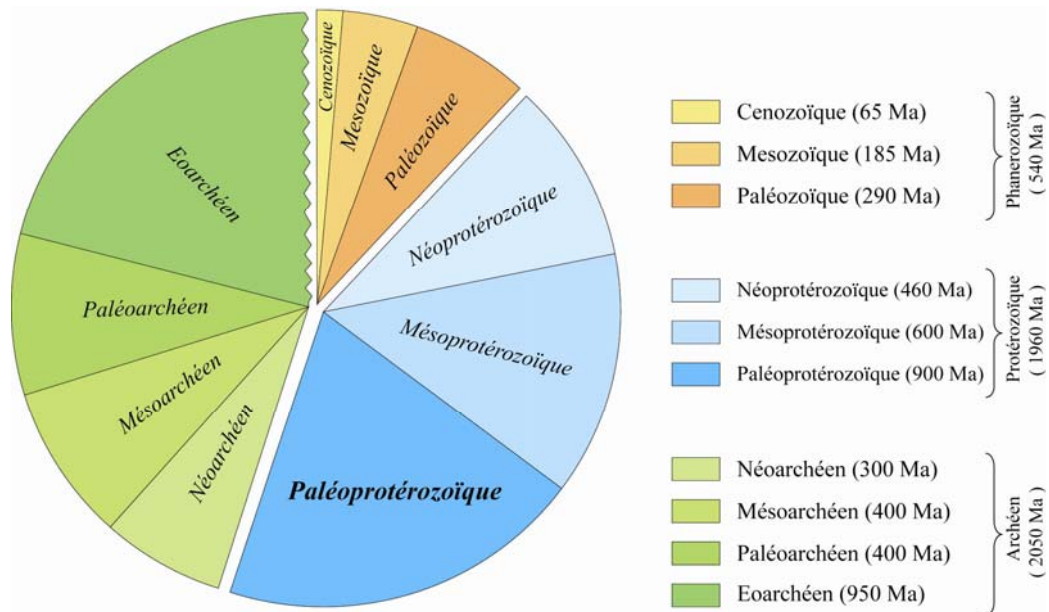 Cenozoïque
Mesozoïque
Paléozoïque
Néoprotérozoïque
Mésoprotérozoïque
Paléoprotérozoïque
Néoarchéen
Mésoarchéen
Paléoarchéen
Eoarchéen
Cenozoïque (65 Ma)
Mesozoïque (185 Ma)
Paléozoïque (290 Ma)
Phanerozoïque
( 540 Ma)
Néoprotérozoïque (460 Ma)
Mésoprotérozoïque (600 Ma)
Paléoprotérozoïque (900 Ma)
Protérozoïque
(1960 Ma)
Néoarchéen (300 Ma)
Mésoarchéen (400 Ma)
Paléoarchéen (400 Ma)
Eoarchéen (950 Ma)
Archéen
( 2050 Ma)